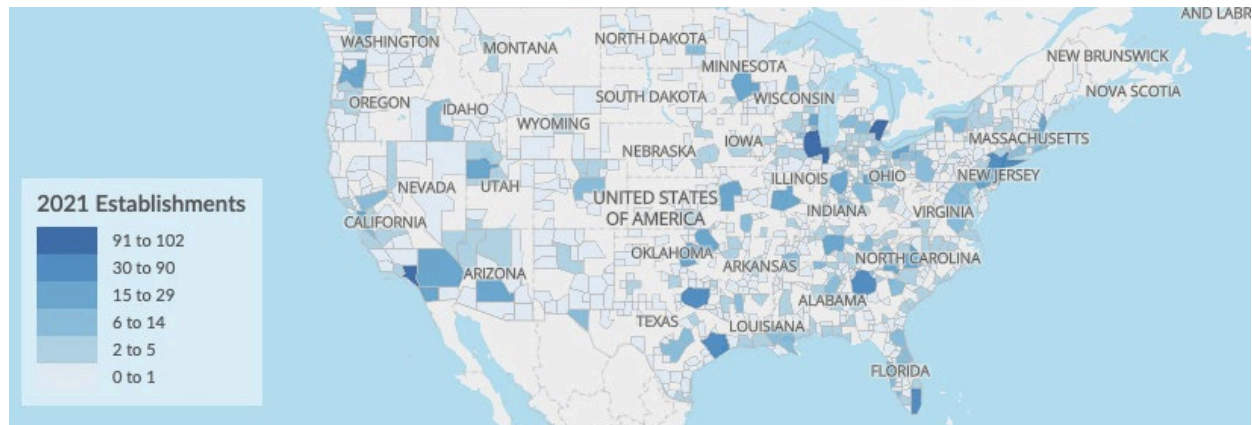 AND LABR
WASHINGTON
MONTANA
NORTH DAKOTA
NEW BRUNSWICK
MINNESOTA
NOVA SCOTIA
OREGON
IDAHO
SOUTH DAKOTA
WISCONSIN
WYOMING
MASSACHUSETTS
IOWA
NEBRASKA
NEVADA
UTAH
ILLINOIS
OHIO
NEW JERSEY
UNITED STATES
OF AMERICA
INDIANA
VIRGINIA
CALIFORNIA
OKLAHOMA
NORTH CAROLINA
ARIZONA
ARKANSAS
ALABAMA
TEXAS
LOUISIANA
FLORIDA
2021 Establishments
91 to 102
30 to 90
15 to 29
6 to 14
2 to 5
0 to 1